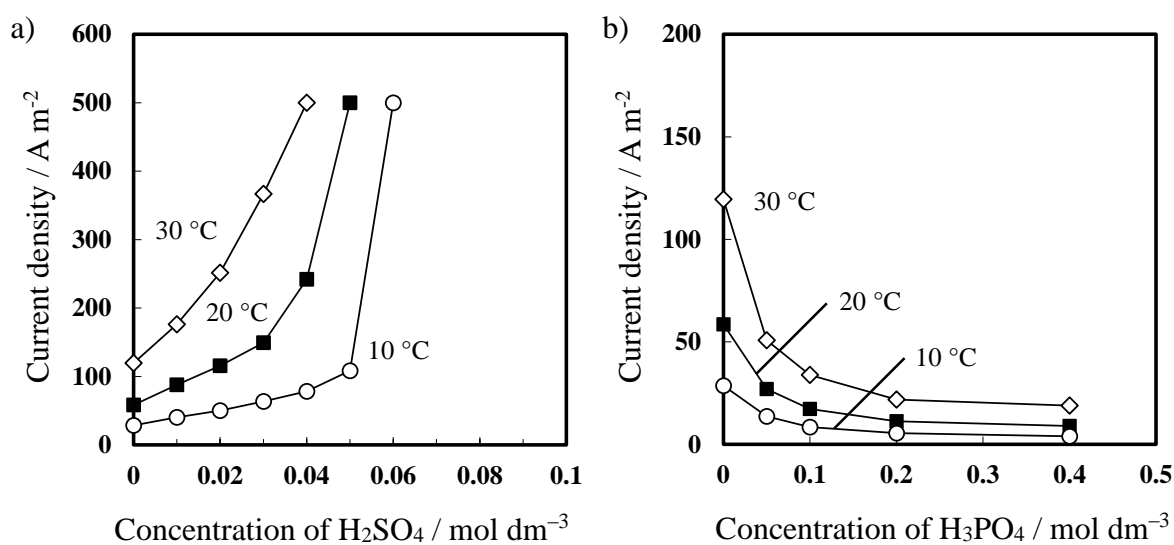 a)
Current density / A m⁻²
600
500
400
300
200
100
0
30 °C
20 °C
10 °C
0 0.02 0.04 0.06 0.08 0.1
Concentration of H₂SO₄ / mol dm⁻³
b)
Current density / A m⁻²
200
150
100
50
0
30 °C
20 °C
10 °C
0 0.1 0.2 0.3 0.4 0.5
Concentration of H₃PO₄ / mol dm⁻³